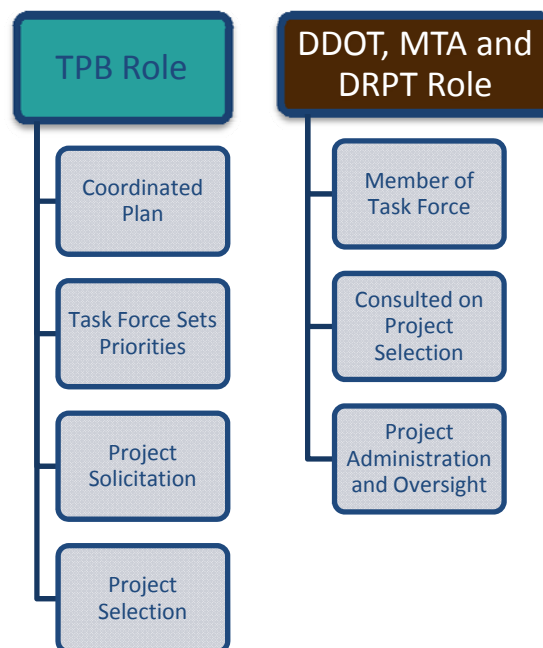 TPB Role
Coordinated
Plan
Task Force Sets
Priorities
Project
Solicitation
Project
Selection
DDOT, MTA and
DRPT Role
Member of
Task Force
Consulted on
Project
Selection
Project
Administration
and Oversight